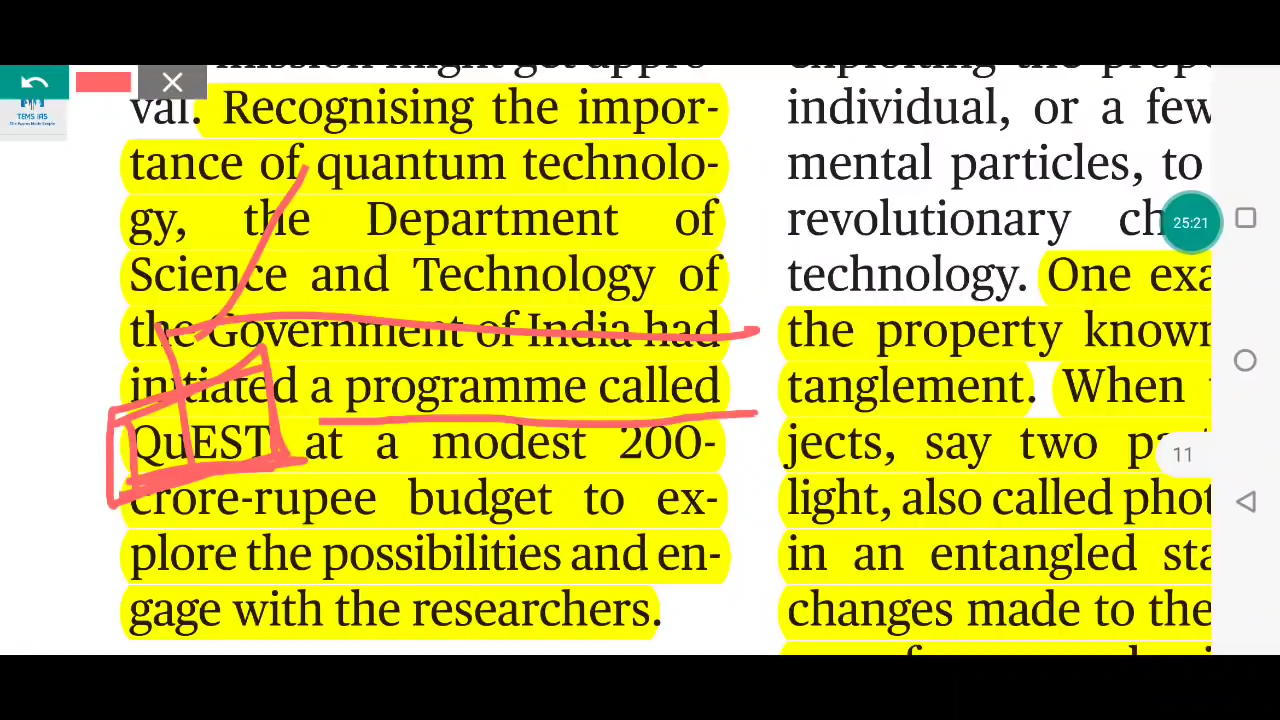 val. Recognising the impor-
tance of quantum technolo-
gy, the Department of
Science and Technology of
the Government of India had
initiated a programme called
QuEST at a modest 200-
crore-rupee budget to ex-
plore the possibilities and en-
gage with the researchers.
individual, or a few
mental particles, to
revolutionary ch
technology. One exa
the property known
tanglement. When
jects, say two pa
light, also called phot
in an entangled sta
changes made to the
TEMS IAS
25:21
11